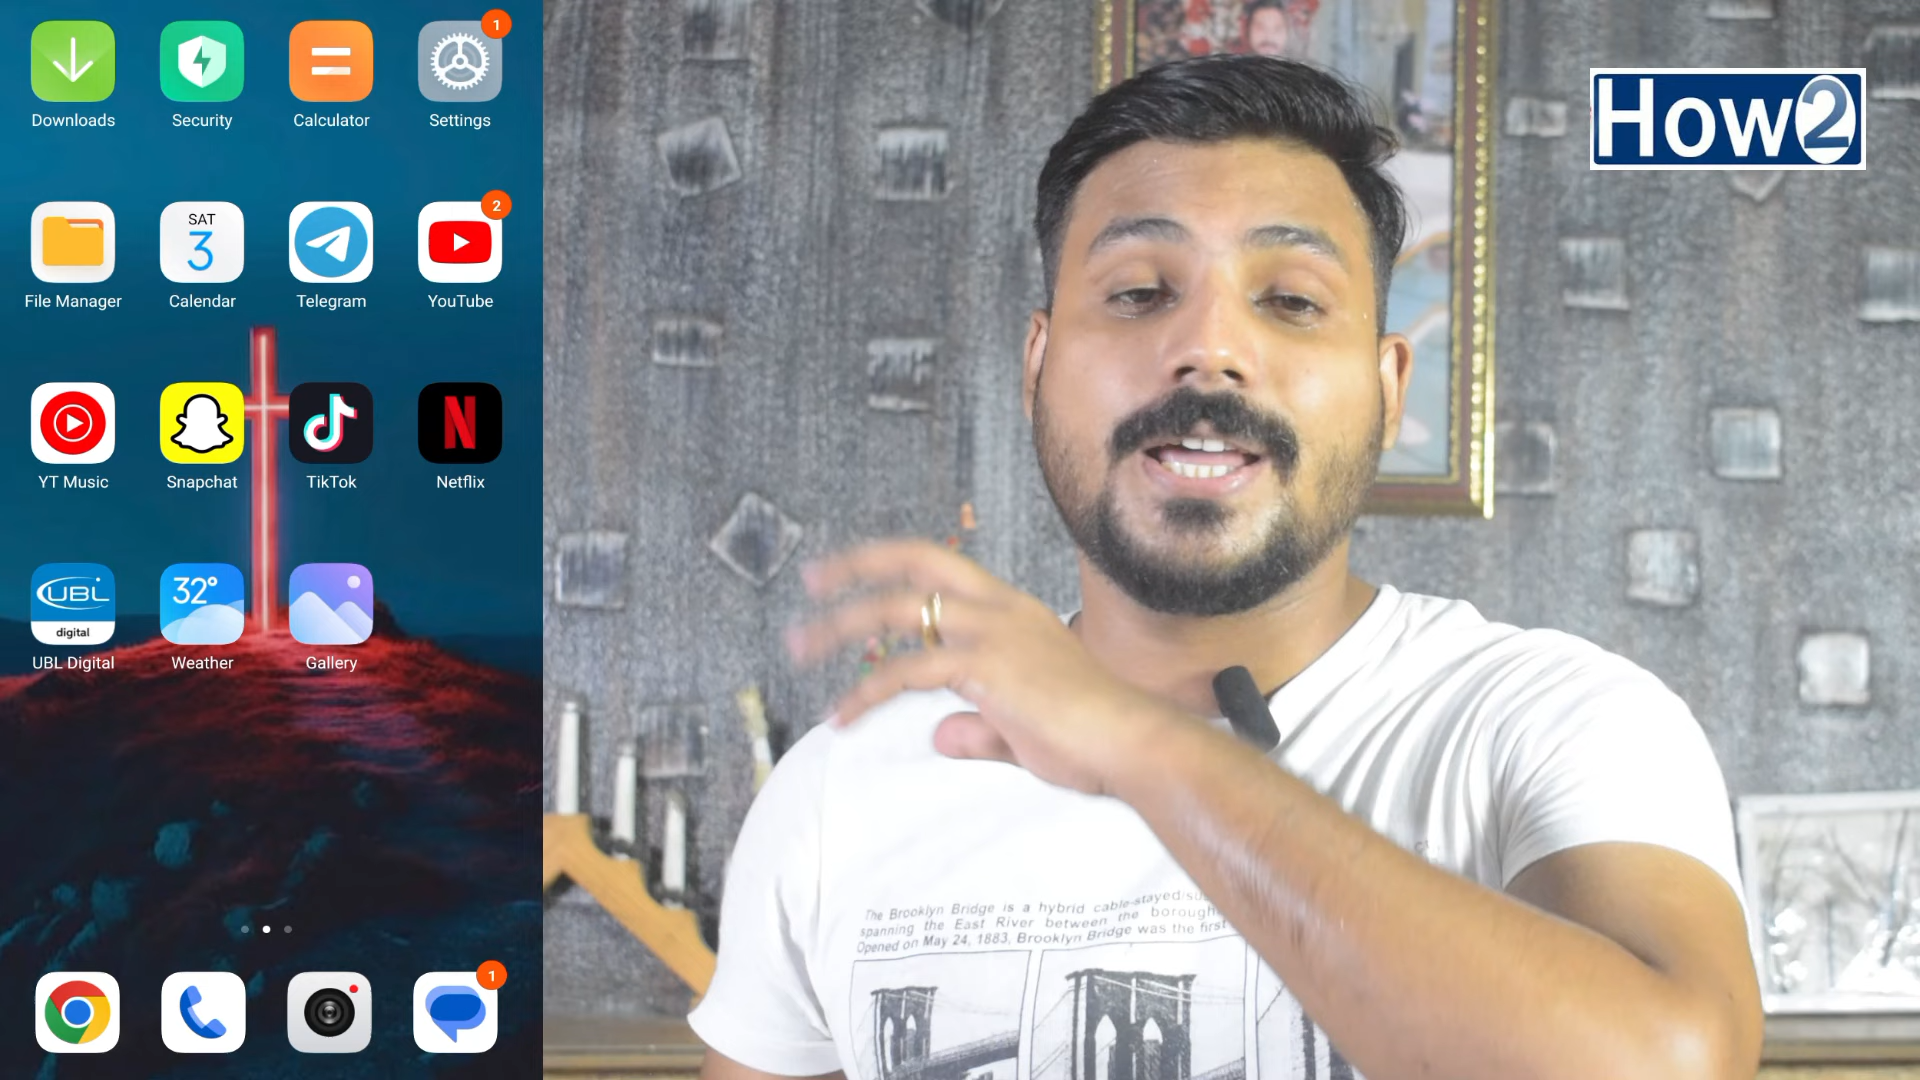 1
Downloads
Security
Calculator
Settings
SAT
3
2
File Manager
Calendar
Telegram
YouTube
YT Music
Snapchat
TikTok
Netflix
UBL
digital
32°
UBL Digital
Weather
Gallery
1
How2
The Brooklyn Bridge is a hybrid cable-stayed/su
spanning the East River between the borough
Opened on May 24, 1883, Brooklyn Bridge was the first